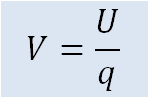 V = U/q